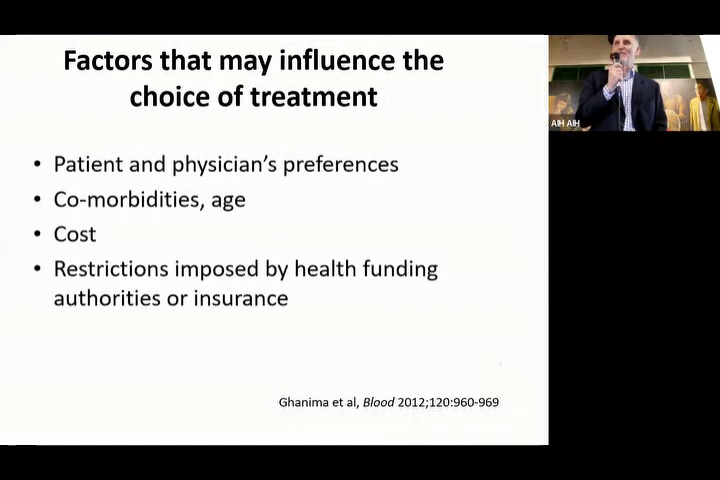 Factors that may influence the
choice of treatment
• Patient and physician's preferences
• Co-morbidities, age
• Cost
• Restrictions imposed by health funding
authorities or insurance
Ghanima et al, Blood 2012;120:960-969
AIH AIH